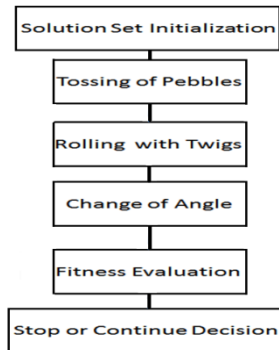 Solution Set Initialization
Tossing of Pebbles
Rolling with Twigs
Change of Angle
Fitness Evaluation
Stop or Continue Decision